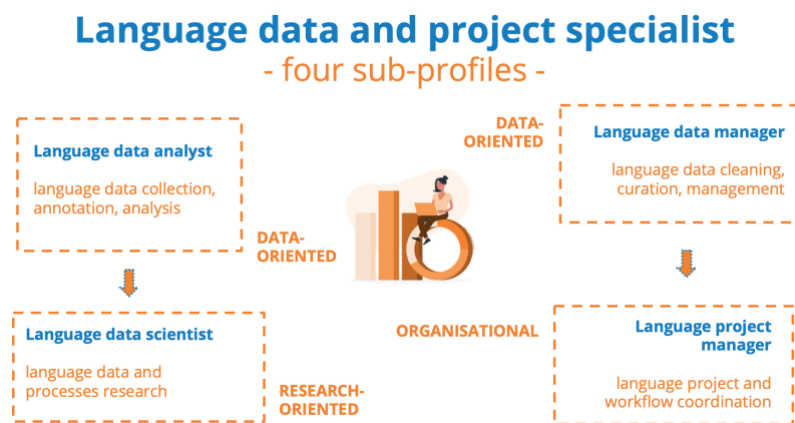 Language data and project specialist
- four sub-profiles -
Language data analyst
language data collection,
annotation, analysis
DATA-
ORIENTED
Language data scientist
language data and
processes research
RESEARCH-
ORIENTED
DATA-
ORIENTED
Language data manager
language data cleaning,
curation, management
ORGANISATIONAL
Language project
manager
language project and
workflow coordination